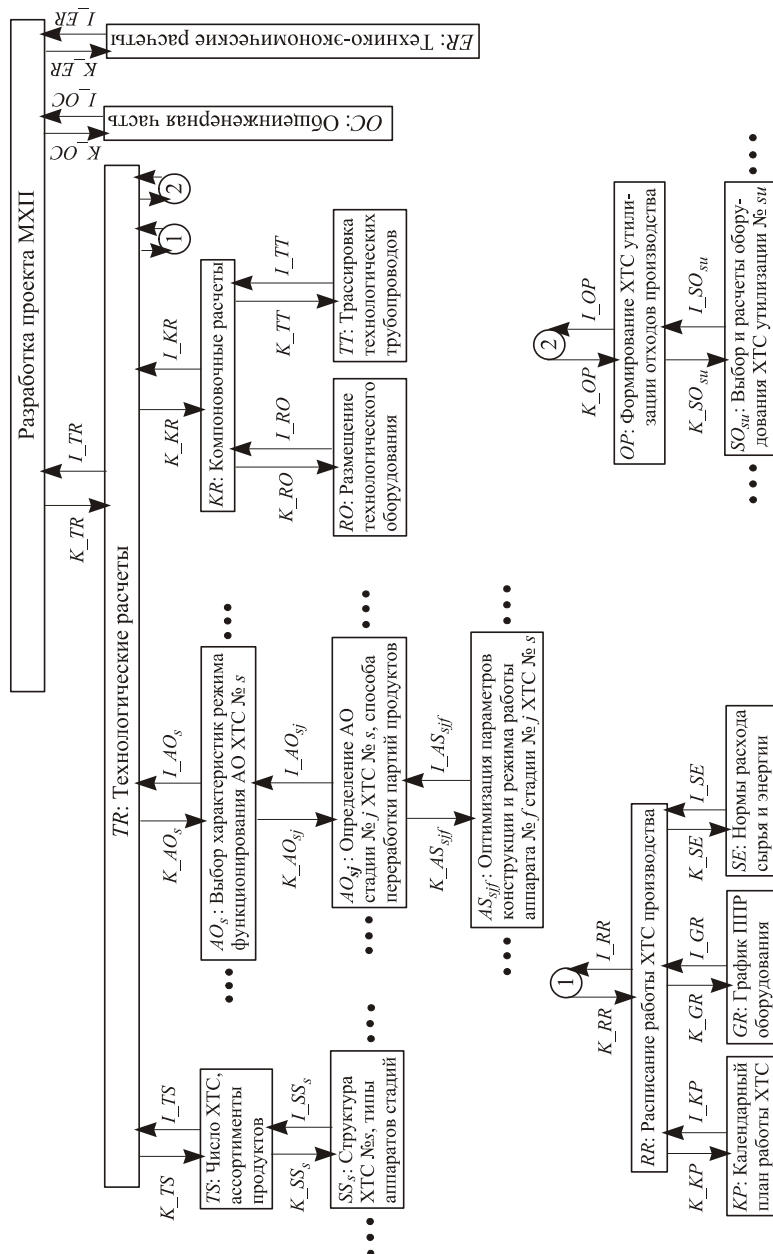 Разработка проекта МХП
K_TR
I_TR
K_OC
I_OC
K_ER
I_ER
TR: Технологические расчеты
OC: Общеинженерная часть
ER: Технико-экономические расчеты
K_TS
I_TS
K_AO_s
I_AO_s
K_KR
I_KR
1
2
TS: Число ХТС,
ассортименты
продуктов
AO_s: Выбор характеристик режима
функционирования АО ХТС № s
KR: Компоновочные расчеты
K_SS_s
I_SS_s
K_AO_sj
I_AO_sj
K_RO
I_RO
K_TT
I_TT
SS_s: Структура
ХТС №s, типы
аппаратов стадий
AO_sj: Определение АО
стадии № j ХТС № s, способа
переработки партий продуктов
RO: Размещение
технологического
оборудования
TT: Трассировка
технологических
трубопроводов
K_AS_sjf
I_AS_sjf
AS_sjf: Оптимизация параметров
конструкции и режима работы
аппарата № f стадии № j ХТС № s
1
K_RR
I_RR
RR: Расписание работы ХТС производства
K_KP
I_KP
K_GR
I_GR
K_SE
I_SE
KP: Календарный
план работы ХТС
GR: График ППР
оборудования
SE: Нормы расхода
сырья и энергии
2
K_OP
I_OP
OP: Формирование ХТС утили-
зации отходов производства
K_SO_su
I_SO_su
SO_su: Выбор и расчеты обору-
дования ХТС утилизации № su